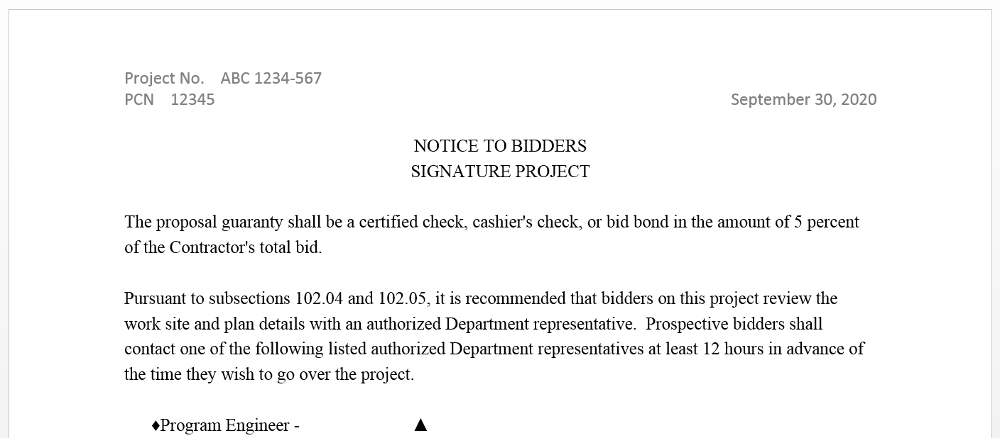 Project No.    ABC 1234-567
PCN    12345    September 30, 2020
NOTICE TO BIDDERS
SIGNATURE PROJECT
The proposal guaranty shall be a certified check, cashier's check, or bid bond in the amount of 5 percent
of the Contractor's total bid.
Pursuant to subsections 102.04 and 102.05, it is recommended that bidders on this project review the
work site and plan details with an authorized Department representative.  Prospective bidders shall
contact one of the following listed authorized Department representatives at least 12 hours in advance of
the time they wish to go over the project.
♦Program Engineer -    ▲